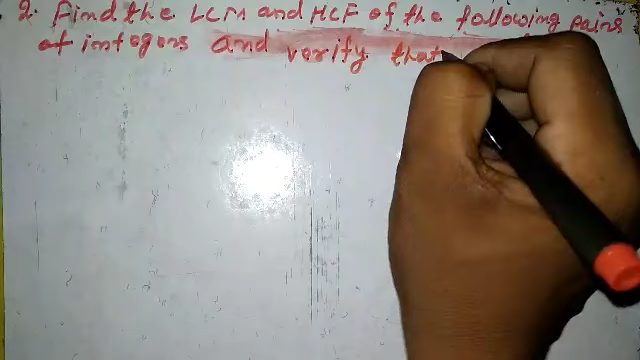 2. Find the LCM and HCF of the following pairs
of integers and verify that